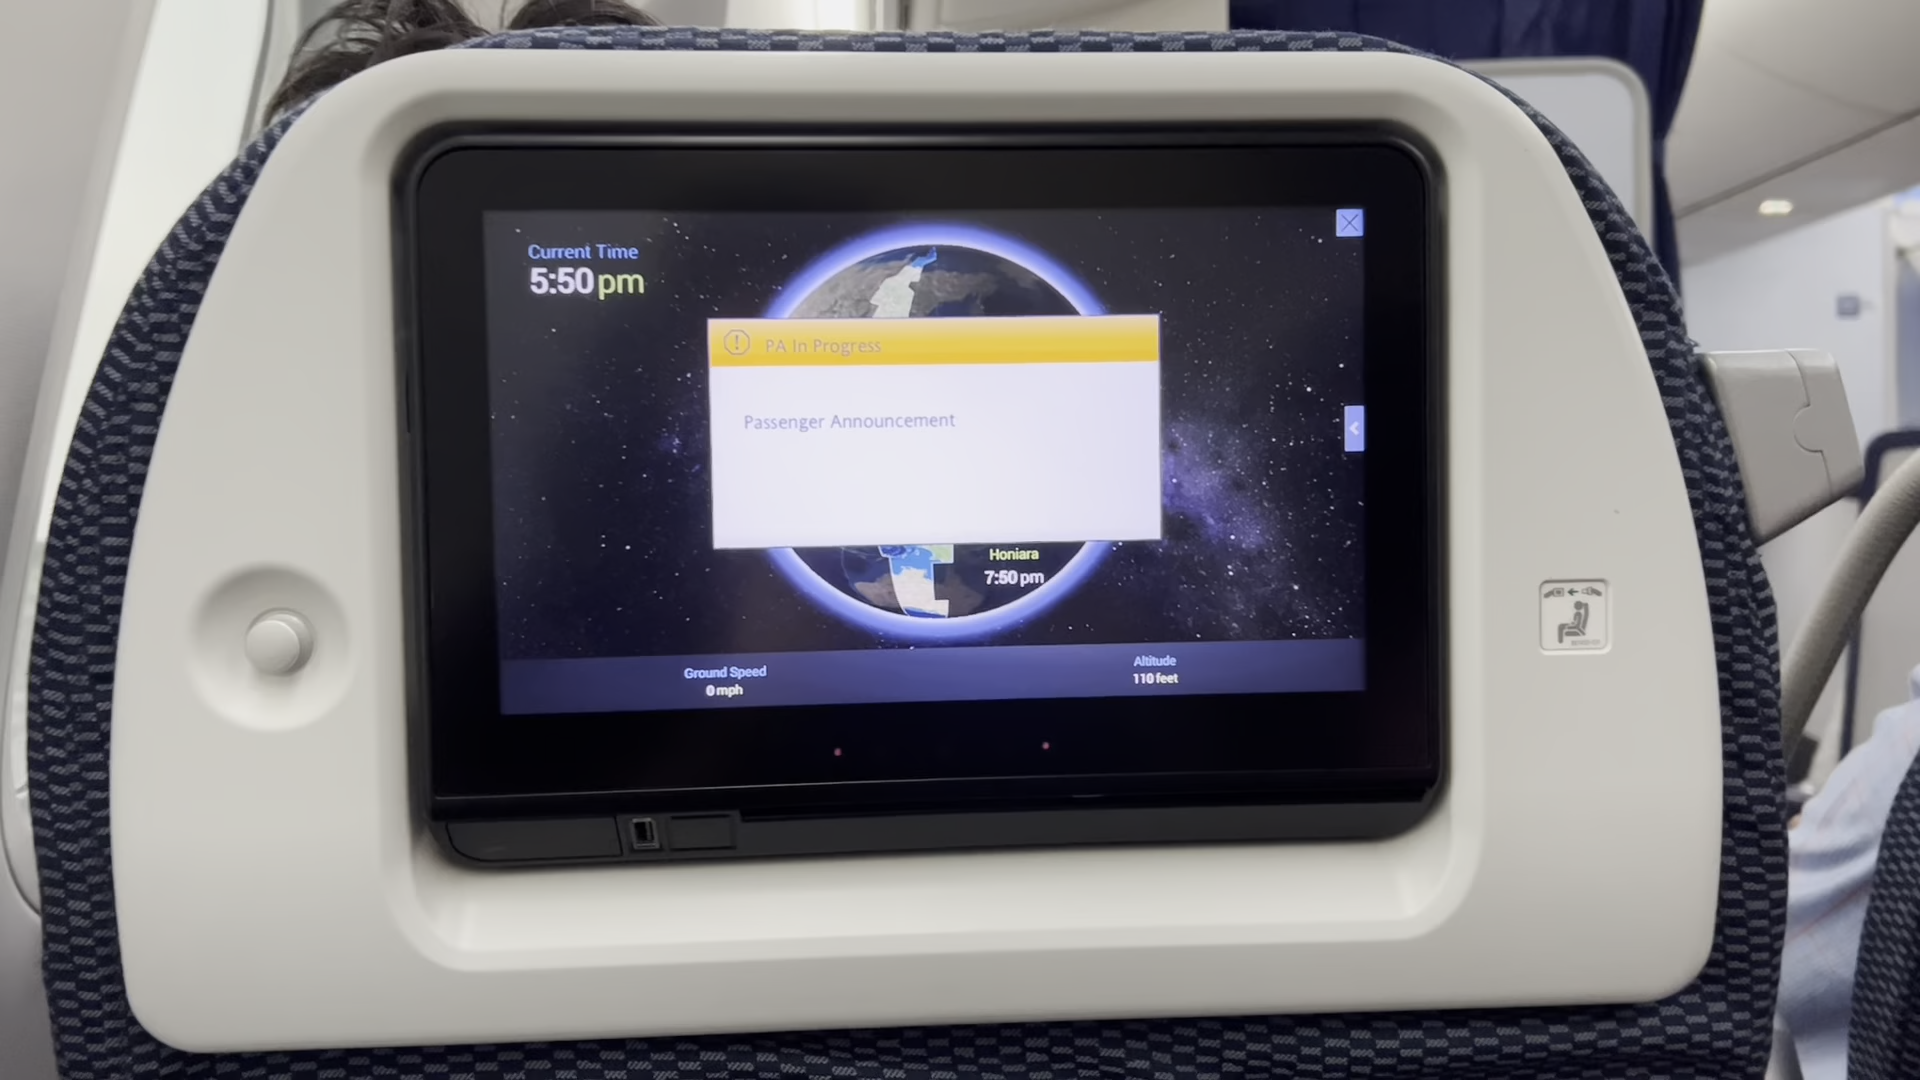 Current Time
5:50 pm
PA In Progress
Passenger Announcement
Honiara
7:50 pm
Ground Speed
0 mph
Altitude
110 feet